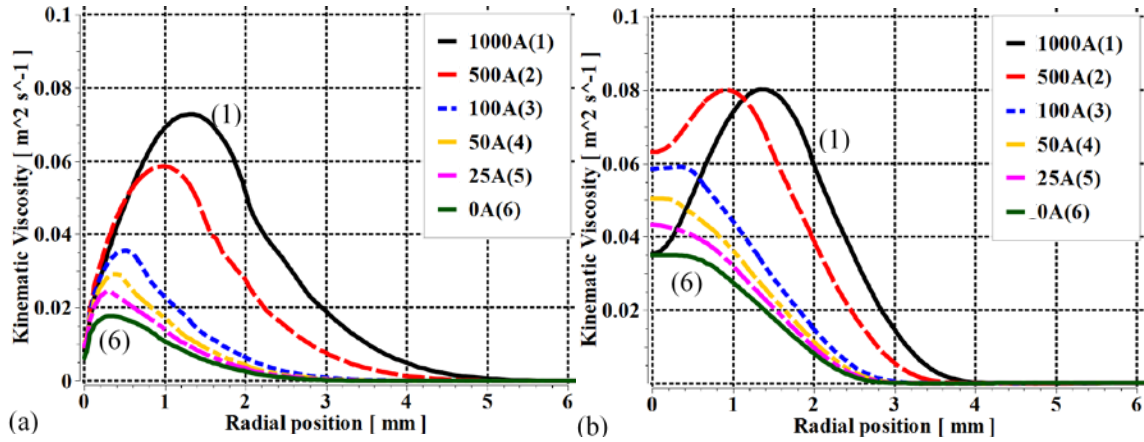 0.1
0.08
0.06
0.04
0.02
0
Kinematic Viscosity [ m^2 s^-1 ]
0 1 2 3 4 5 6
Radial position [ mm ]
1000A(1)
500A(2)
100A(3)
50A(4)
25A(5)
0A(6)
(1)
(6)
(a)
0.1
0.08
0.06
0.04
0.02
Kinematic Viscosity [ m^2 s^-1 ]
0 1 2 3 4 5 6
Radial position [ mm ]
1000A(1)
500A(2)
100A(3)
50A(4)
25A(5)
0A(6)
(1)
(6)
(b)